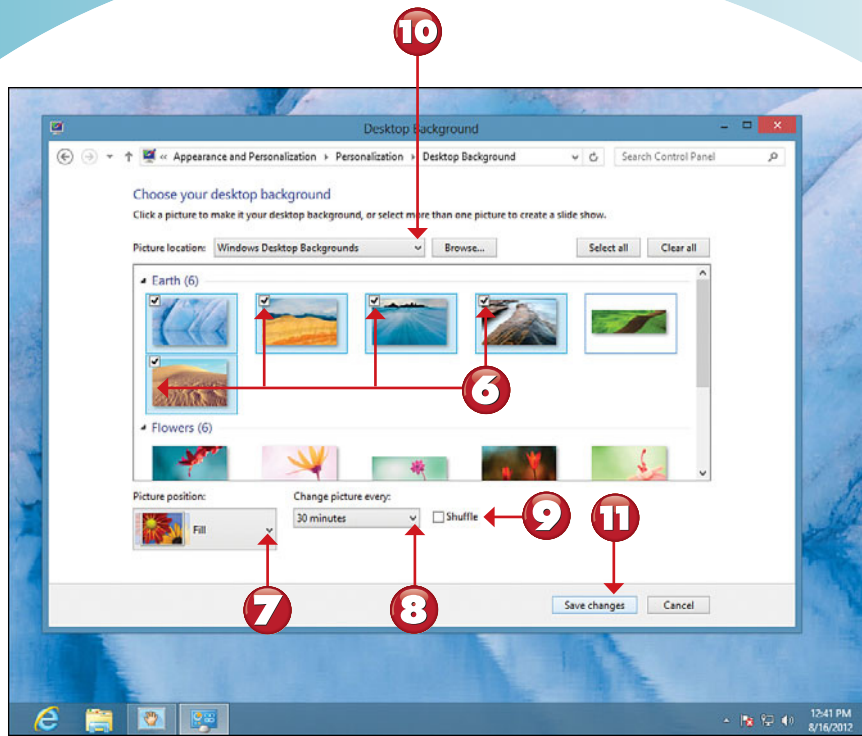 10
Desktop Background
« Appearance and Personalization Personalization Desktop Background
Search Control Panel
Choose your desktop background
Click a picture to make it your desktop background, or select more than one picture to create a slide show.
Picture location: Windows Desktop Backgrounds Browse... Select all Clear all
Earth (6)
6
Flowers (6)
Picture position: Change picture every:
Fill 30 minutes Shuffle 9 11
7 8
Save changes Cancel
12:41 PM
8/16/2012